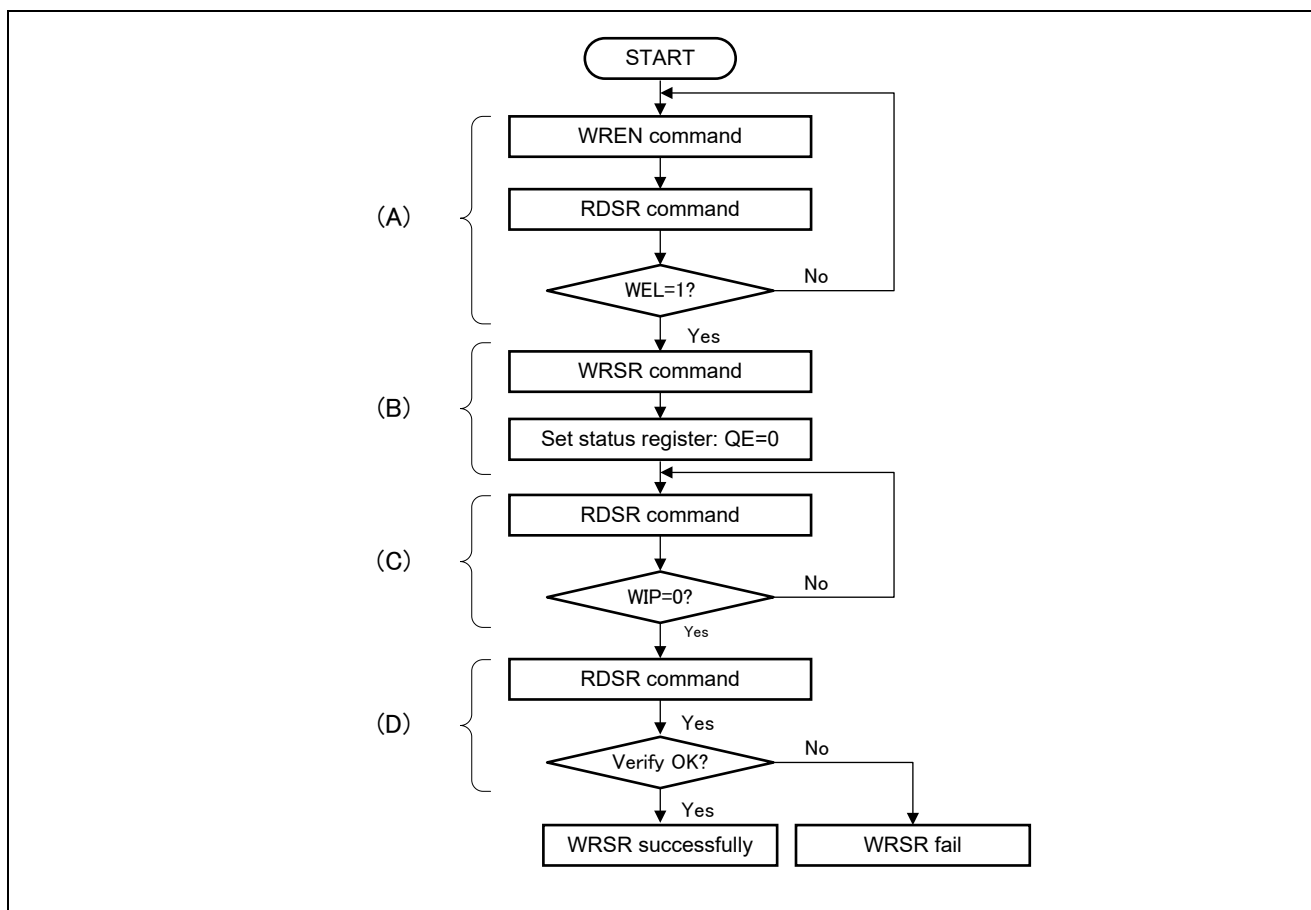 START
WREN command
(A)
RDSR command
WEL=1?
No
Yes
WRSR command
(B)
Set status register: QE=0
RDSR command
(C)
WIP=0?
No
Yes
RDSR command
(D)
Yes
Verify OK?
No
Yes
WRSR successfully
WRSR fail